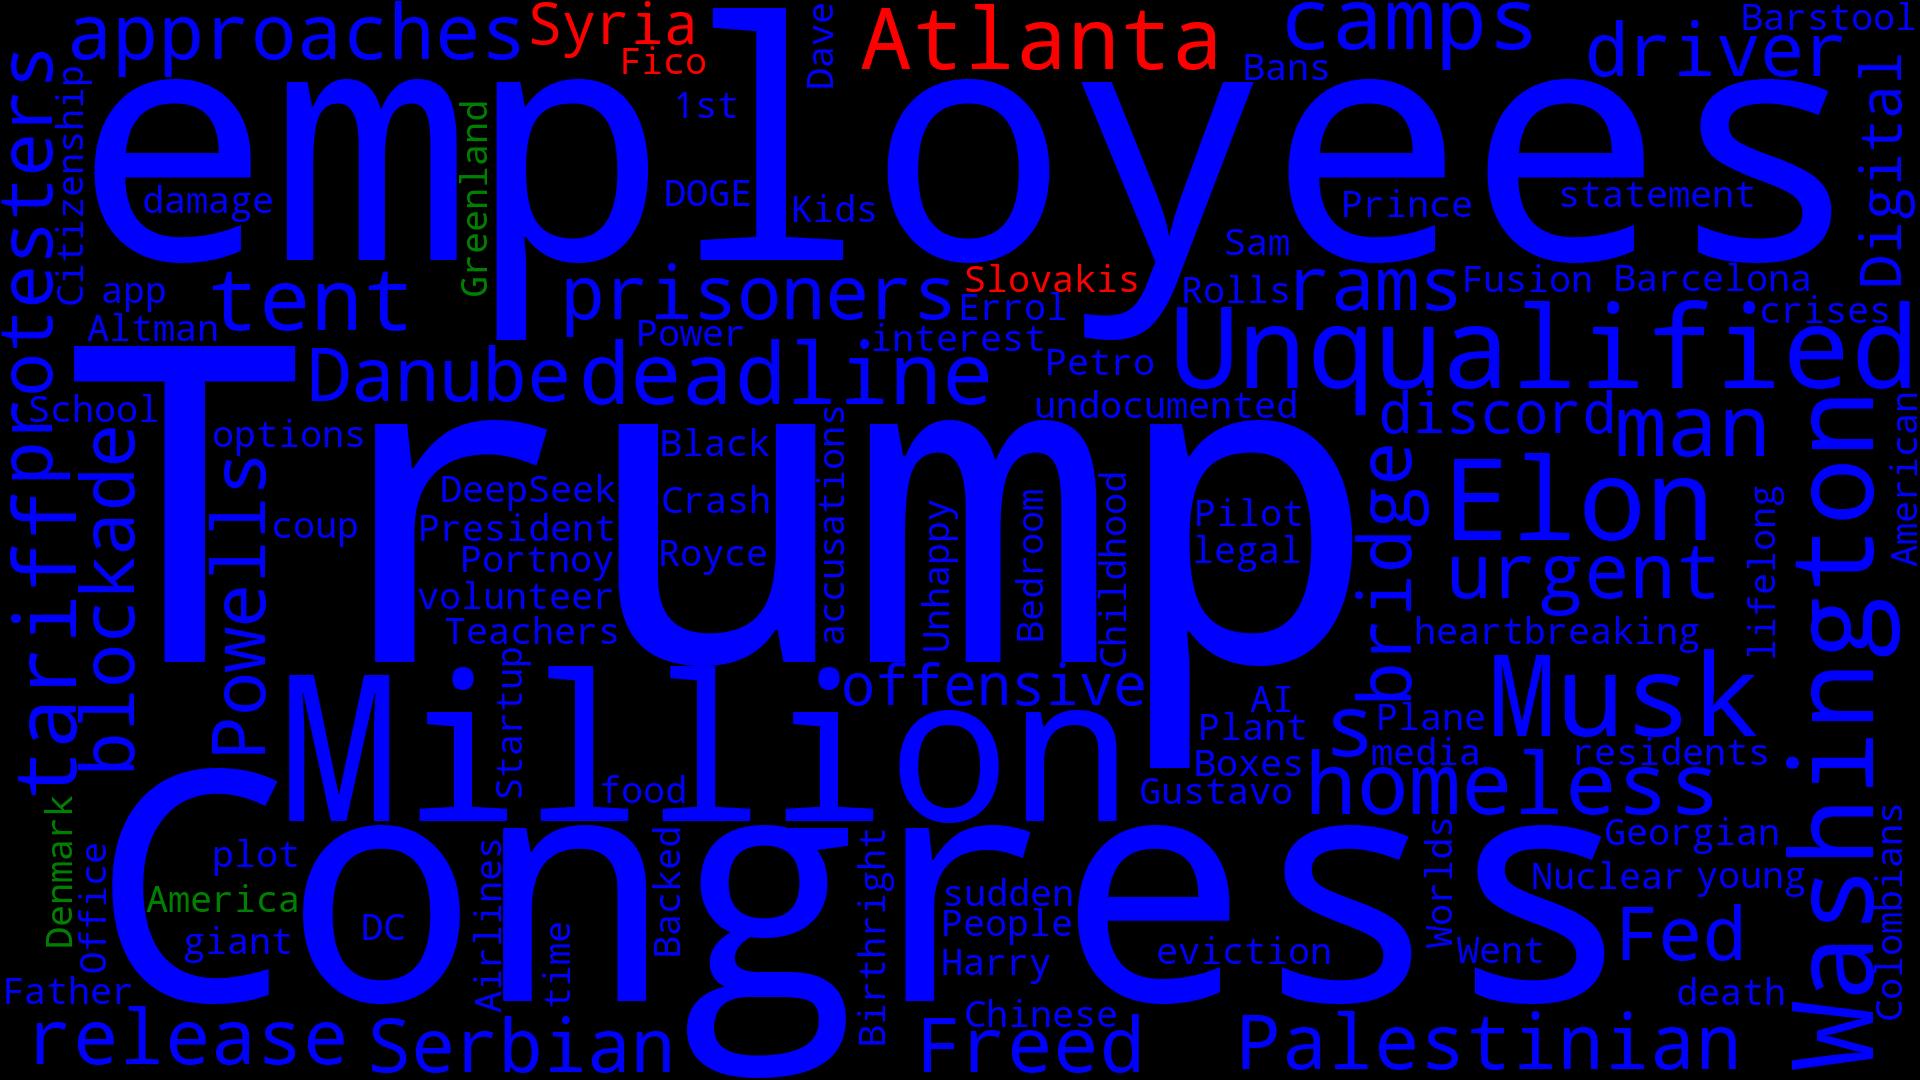 approaches
Syria
Fico
Dave
Atlanta
camps
Bans
driver
Barstool
employees
1st
DOGE
Kids
damage
Greenland
Prince
statement
Sam
Digital
Citizenship
tariffprotesters
app
Altman
tent
prisoners
Slovakis
Errol
Power
interest
Rolls
rams
Fusion
Barcelona
crises
Petro
Unqualified
Danube
deadline
undocumented
discord
man
American
School
options
Trump
Black
accusations
blockade
Powells
coup
DeepSeek
President
Portnoy
volunteer
Teachers
Crash
Royce
Unhappy
Bedroom
Childhood
Pilot
legal
bridge
Elon
urgent
lifelong
Washington
heartbreaking
Startup
Million
offensive
AI
Plant
Boxes
Gustavo
s
Plane
media
Musk
residents
homeless
food
Congress
Denmark
office
plot
America
giant
DC
Airlines
time
Backed
Birthright
sudden
People
Harry
eviction
Worlds
Went
Georgian
Nuclear
young
Fed
Colombians
Father
death
release
Serbian
Chinese
Freed
Palestinian